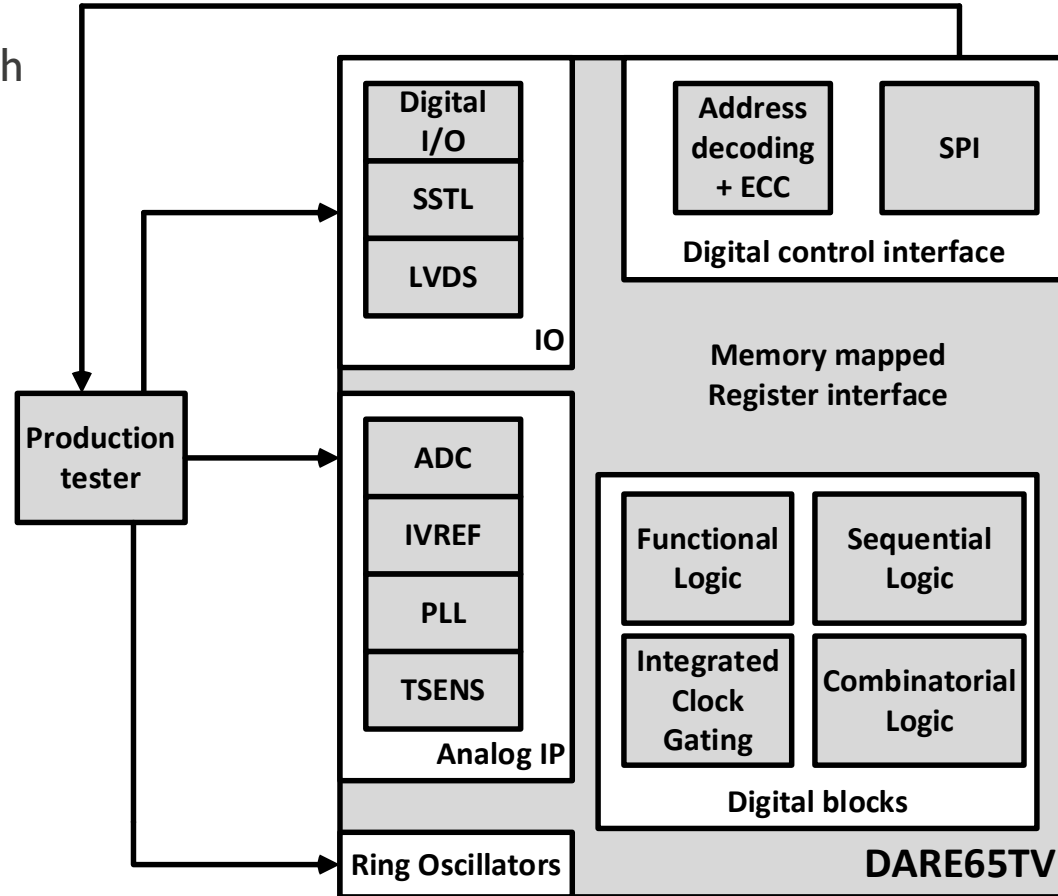 h
Digital
I/O
SSTL
LVDS
IO
Address
decoding
+ ECC
SPI
Digital control interface
Memory mapped
Register interface
Production
tester
ADC
IVREF
PLL
TSENS
Analog IP
Functional
Logic
Sequential
Logic
Integrated
Clock
Gating
Combinatorial
Logic
Digital blocks
Ring Oscillators
DARE65TV